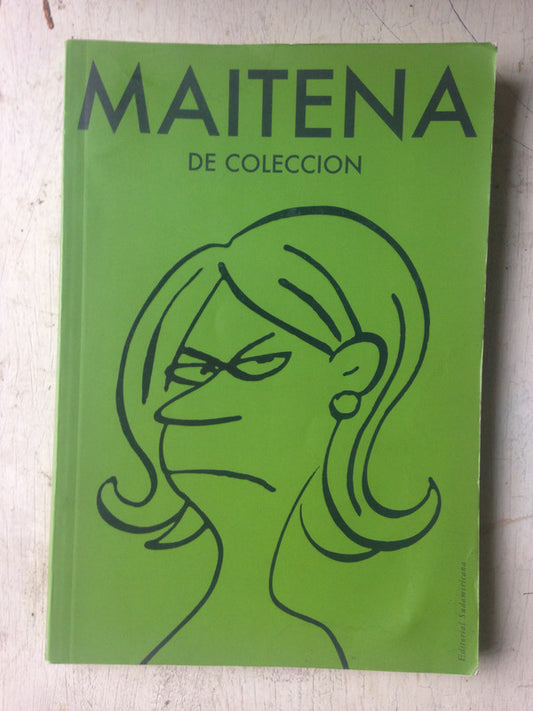 MAITENA
DE COLECCION
Editorial Sudamericana